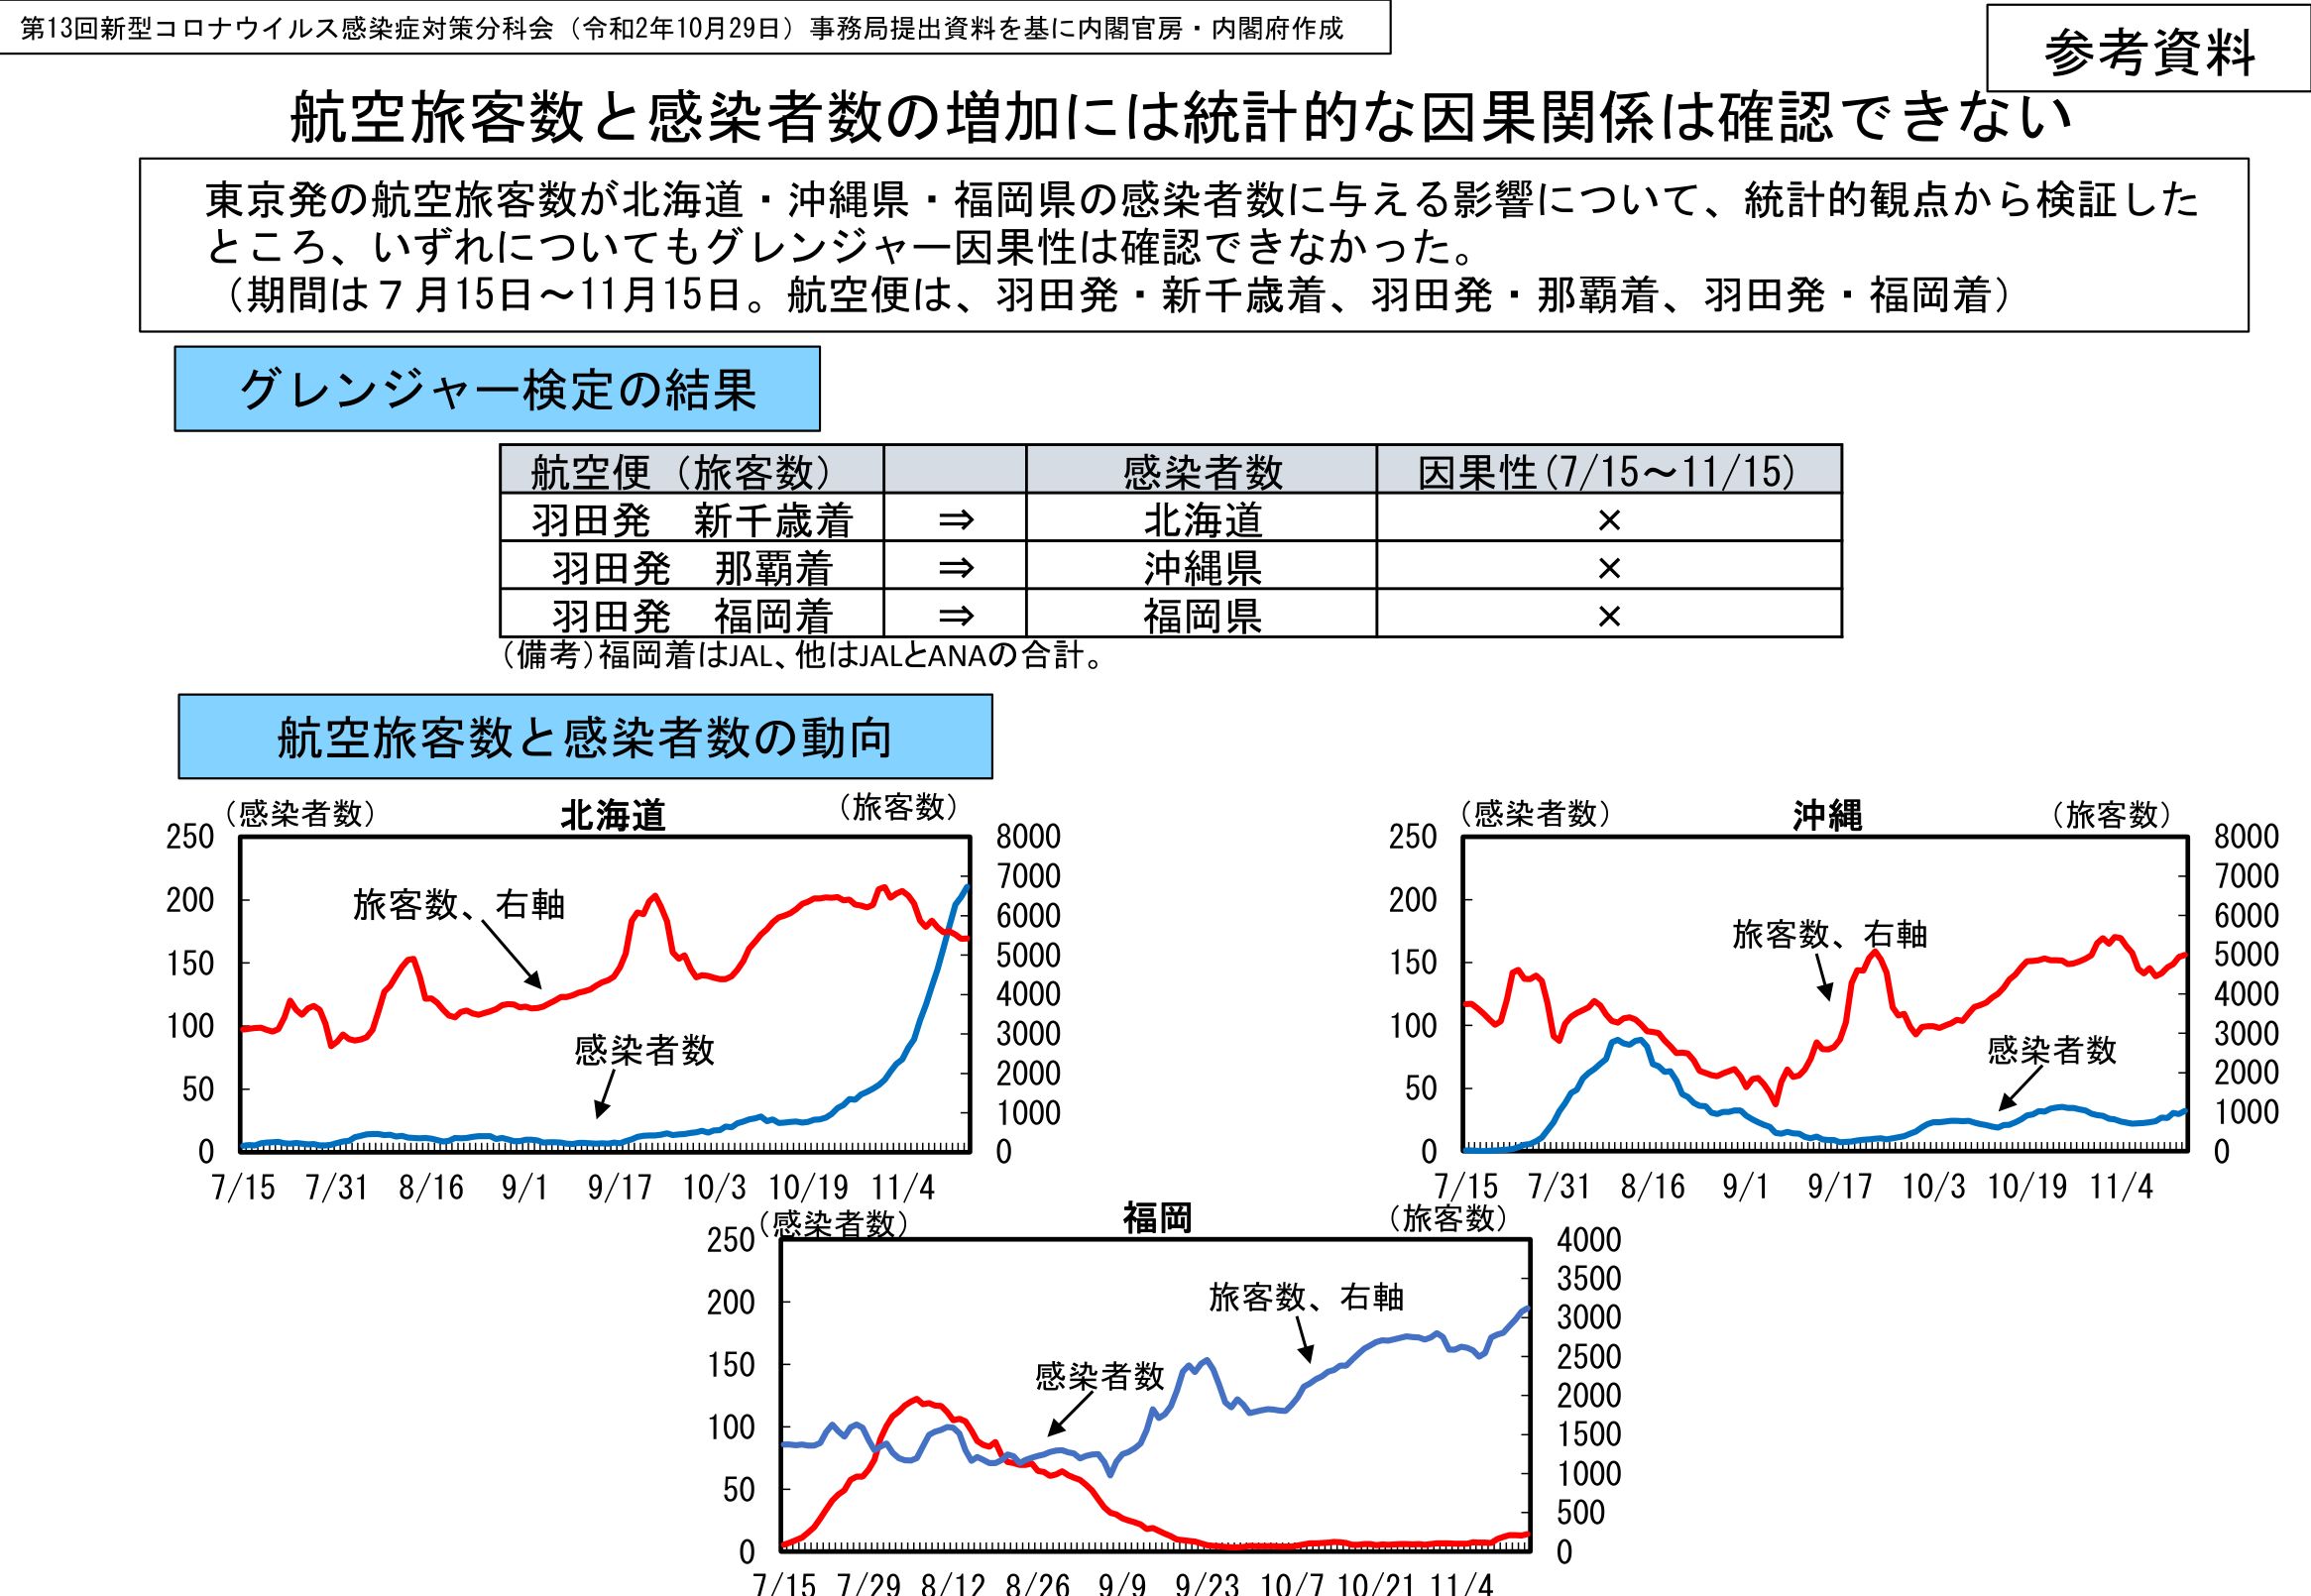 第13回新型コロナウイルス感染症対策分科会（令和2年10月29日）事務局提出資料を基に内閣官房・内閣府作成
参考資料
航空旅客数と感染者数の増加には統計的な因果関係は確認できない
東京発の航空旅客数が北海道・沖縄県・福岡県の感染者数に与える影響について、統計的観点から検証した
ところ、いずれについてもグレンジャー因果性は確認できなかった。
（期間は７月15日～11月15日。航空便は、羽田発・新千歳着、羽田発・那覇着、羽田発・福岡着）
グレンジャー検定の結果
航空便（旅客数） 感染者数 因果性(7/15～11/15)
羽田発　新千歳着 ⇒ 北海道 ×
羽田発　那覇着 ⇒ 沖縄県 ×
羽田発　福岡着 ⇒ 福岡県 ×
（備考）福岡着はJAL、他はJALとANAの合計。
航空旅客数と感染者数の動向
（感染者数） 北海道 （旅客数）
250
200
150
100
50
0
8000
7000
6000
5000
4000
3000
2000
1000
0
旅客数、右軸
感染者数
7/15 7/31 8/16 9/1 9/17 10/3 10/19 11/4
（感染者数） 沖縄 （旅客数）
250
200
150
100
50
0
8000
7000
6000
5000
4000
3000
2000
1000
0
旅客数、右軸
感染者数
7/15 7/31 8/16 9/1 9/17 10/3 10/19 11/4
（感染者数） 福岡 （旅客数）
250
200
150
100
50
0
4000
3500
3000
2500
2000
1500
1000
500
0
旅客数、右軸
感染者数
7/15 7/29 8/12 8/26 9/9 9/23 10/7 10/21 11/4